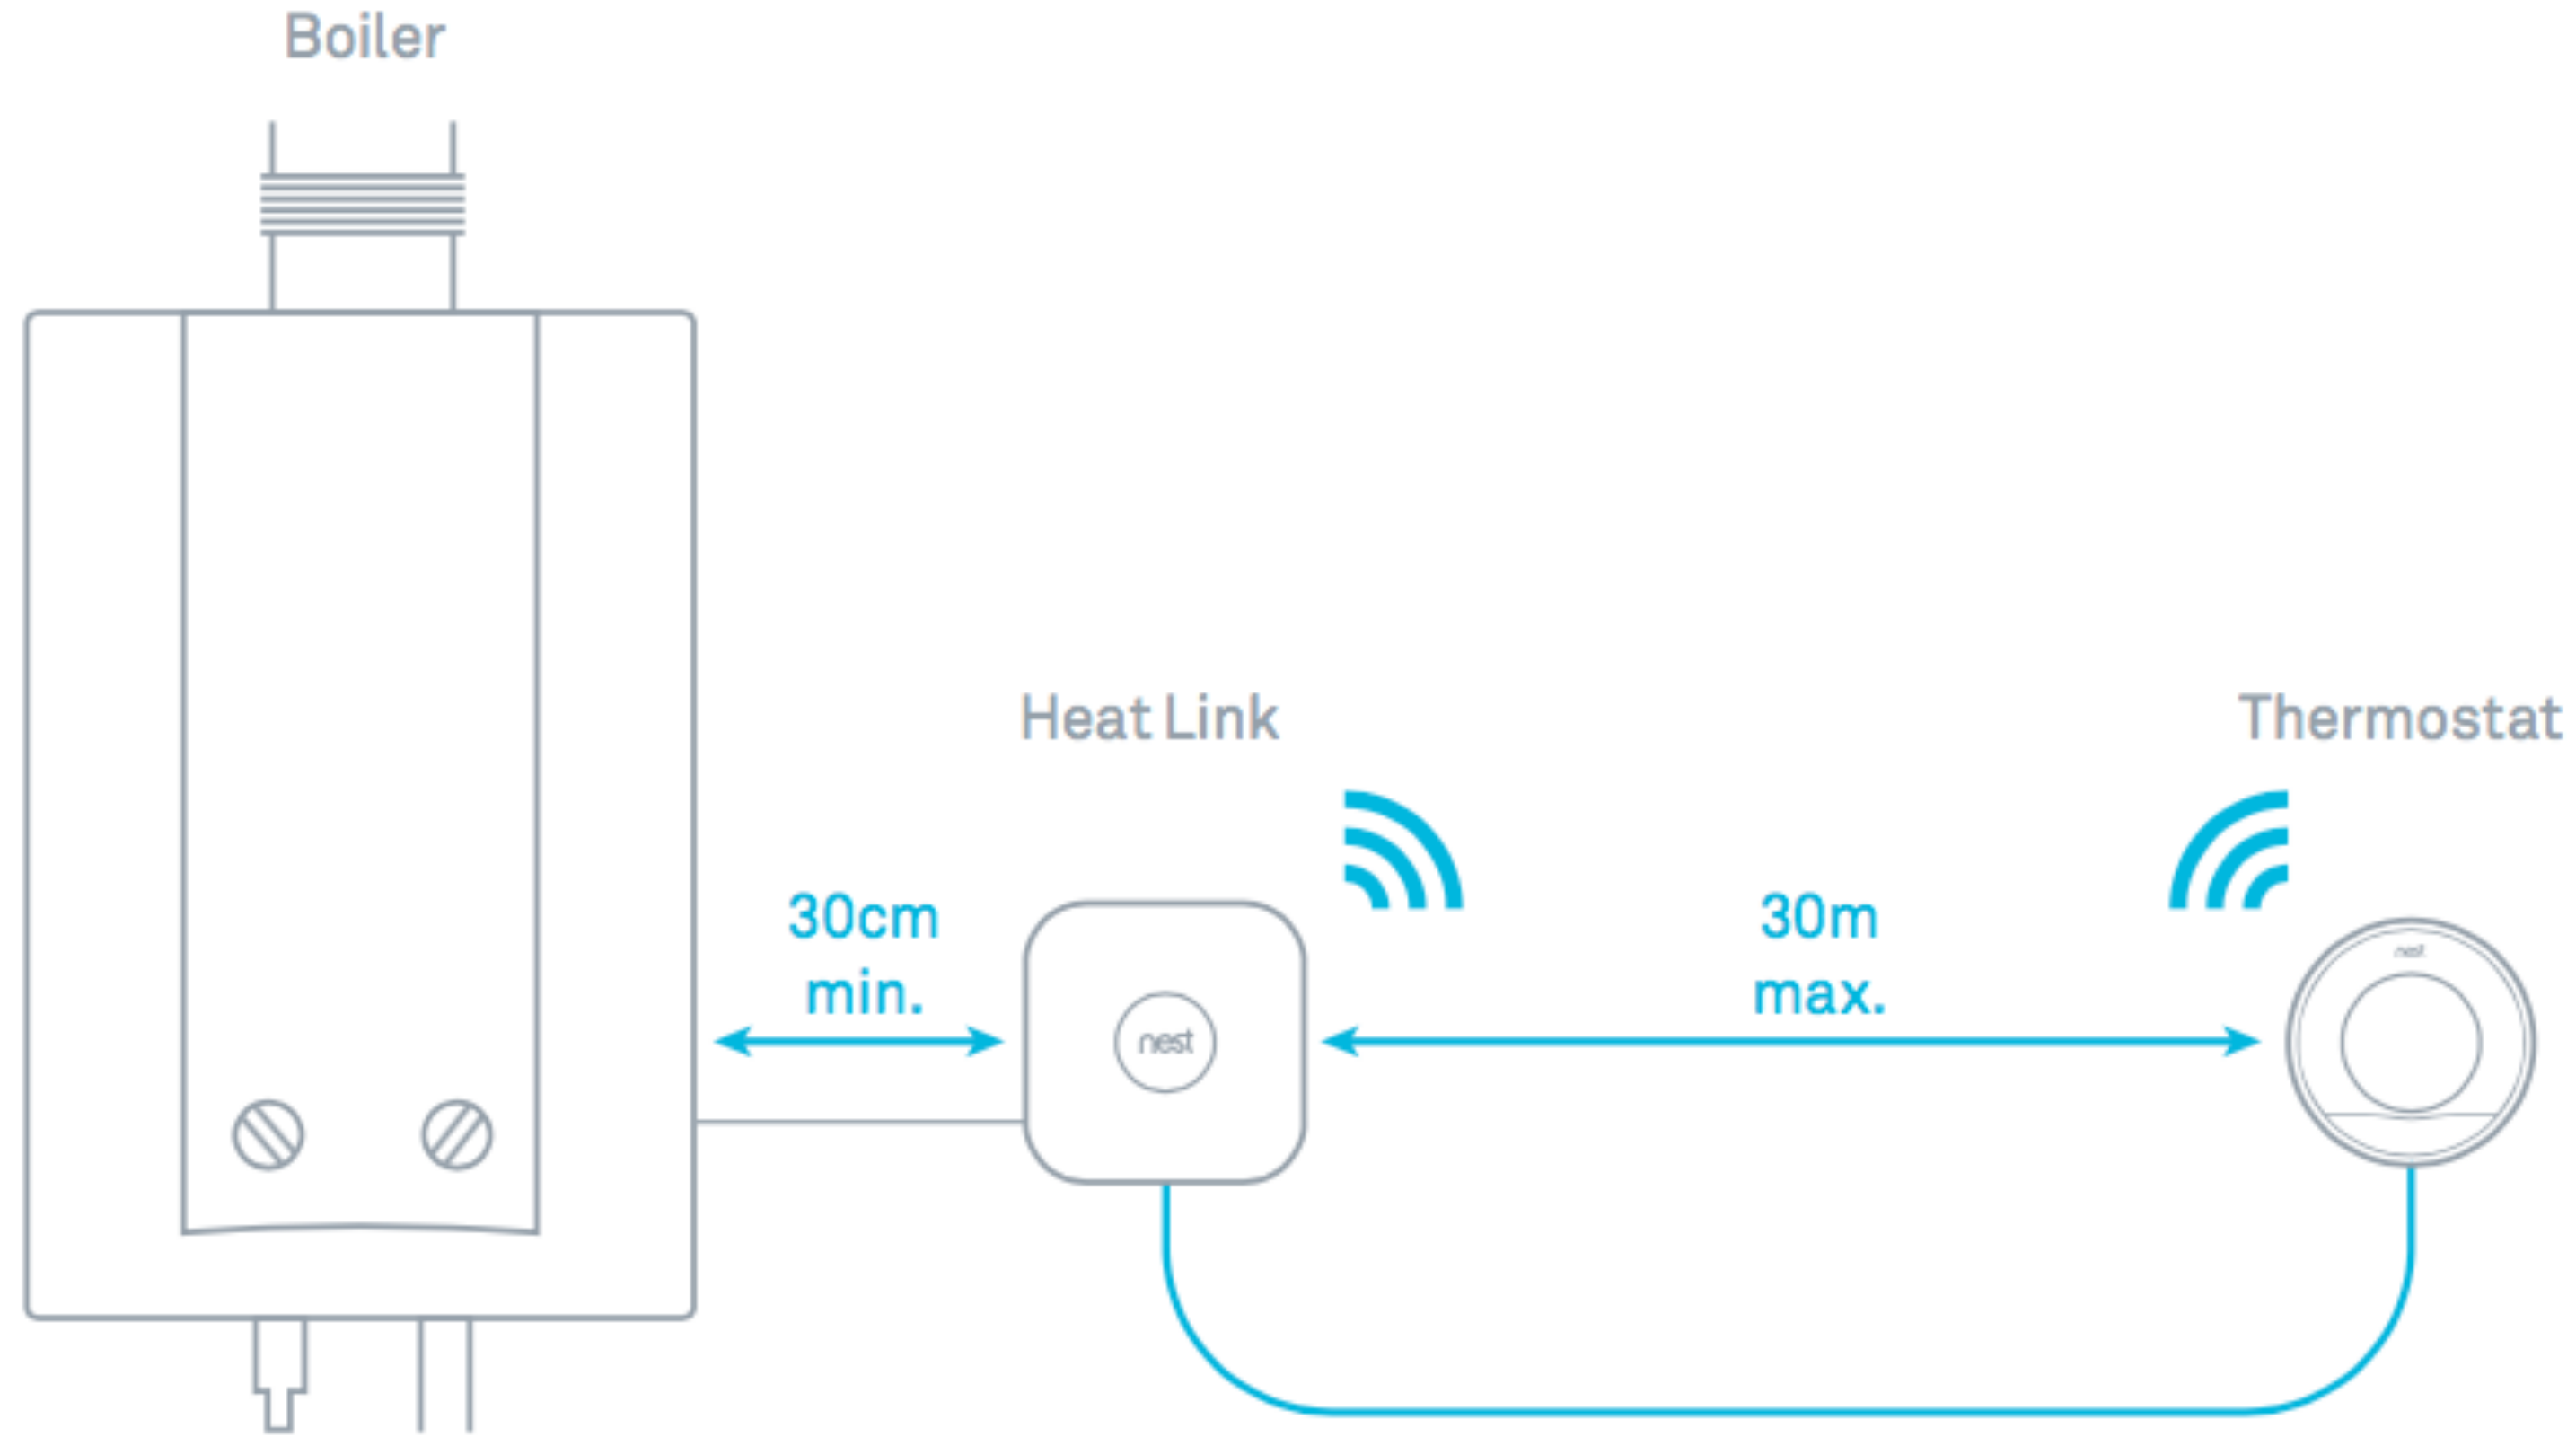 Boiler
Heat Link
Thermostat
30cm
min.
30m
max.
nest
nest